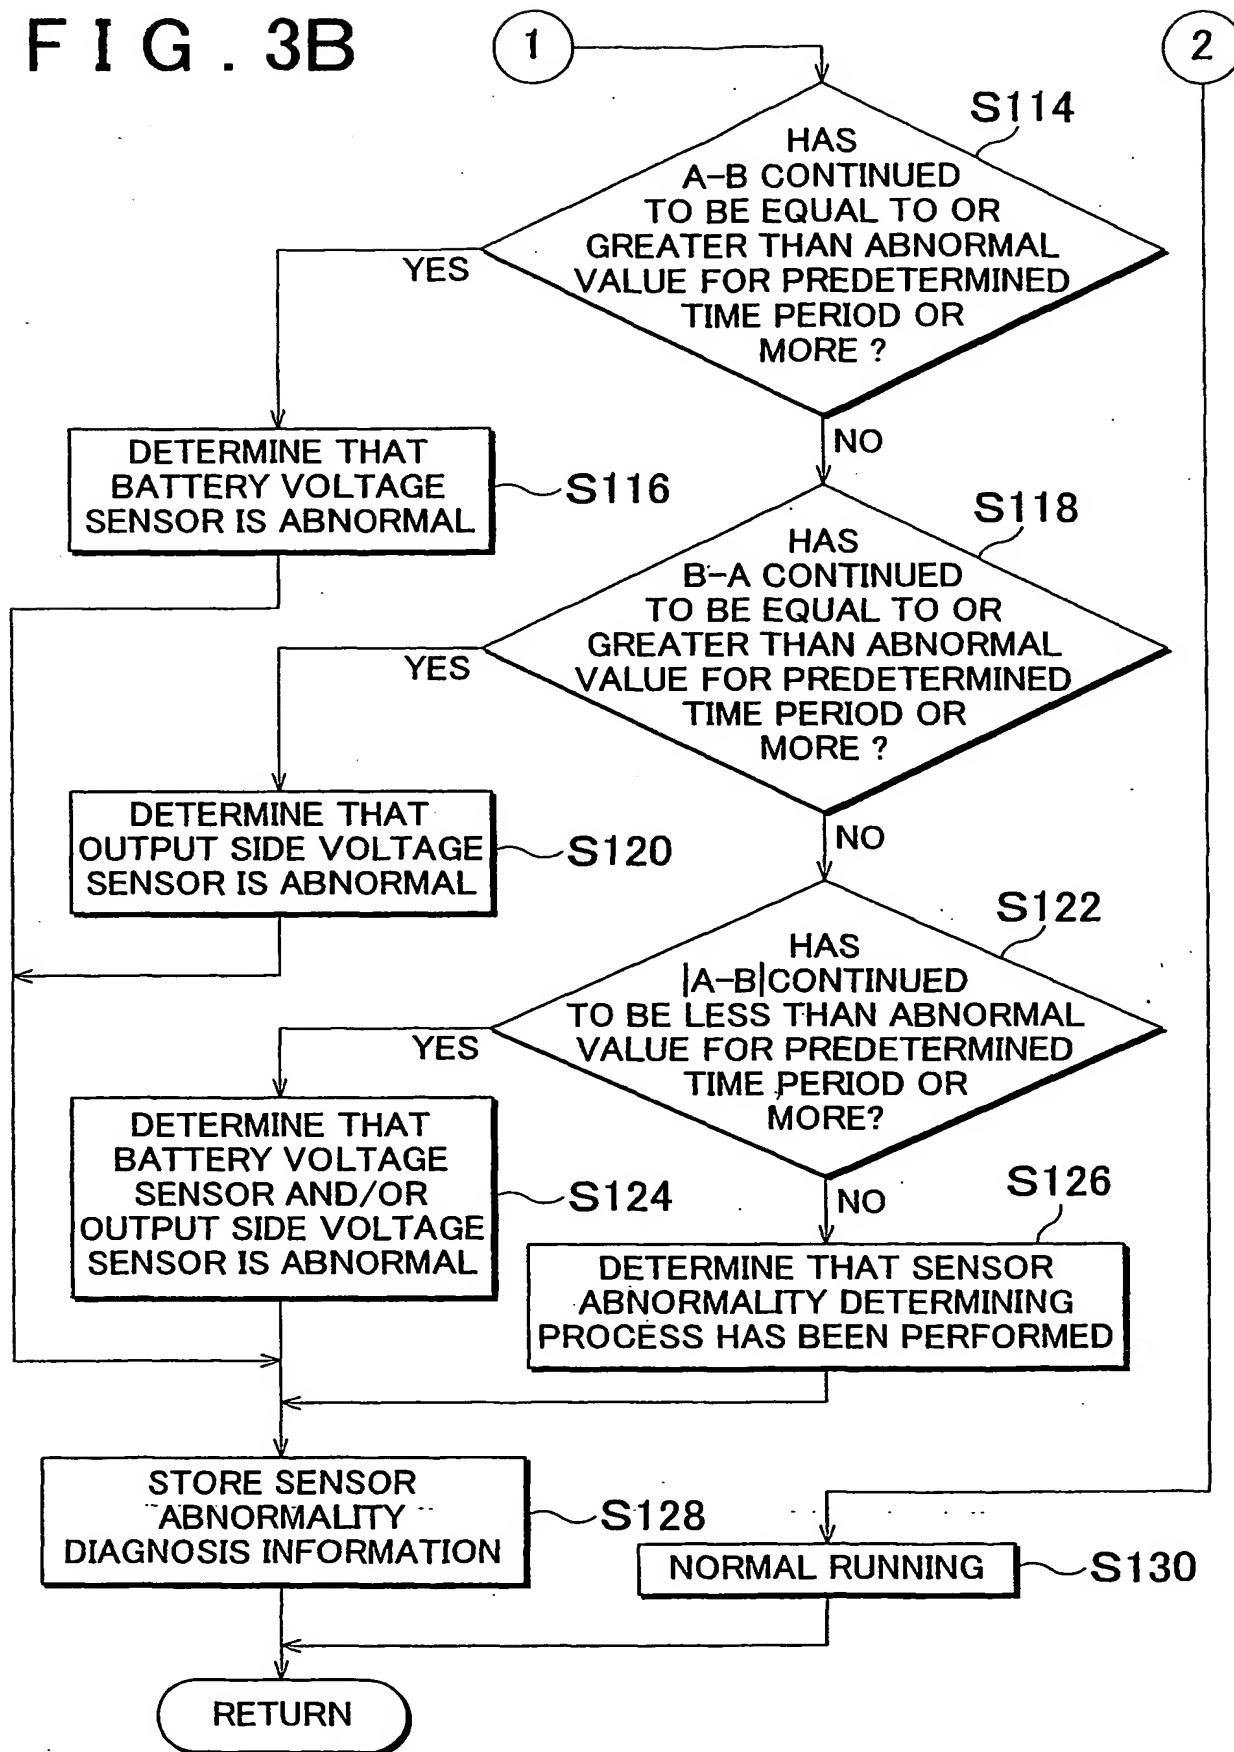 FIG. 3B
1
2
S114
HAS
A-B CONTINUED
TO BE EQUAL TO OR
GREATER THAN ABNORMAL
VALUE FOR PREDETERMINED
TIME PERIOD OR
MORE ?
YES
NO
DETERMINE THAT
BATTERY VOLTAGE
SENSOR IS ABNORMAL
S116
S118
HAS
B-A CONTINUED
TO BE EQUAL TO OR
GREATER THAN ABNORMAL
VALUE FOR PREDETERMINED
TIME PERIOD OR
MORE ?
YES
NO
DETERMINE THAT
OUTPUT SIDE VOLTAGE
SENSOR IS ABNORMAL
S120
S122
HAS
|A-B| CONTINUED
TO BE LESS THAN ABNORMAL
VALUE FOR PREDETERMINED
TIME PERIOD OR
MORE?
YES
NO
DETERMINE THAT
BATTERY VOLTAGE
SENSOR AND/OR
OUTPUT SIDE VOLTAGE
SENSOR IS ABNORMAL
S124
S126
DETERMINE THAT SENSOR
ABNORMALITY DETERMINING
PROCESS HAS BEEN PERFORMED
STORE SENSOR
ABNORMALITY
DIAGNOSIS INFORMATION
S128
NORMAL RUNNING
S130
RETURN